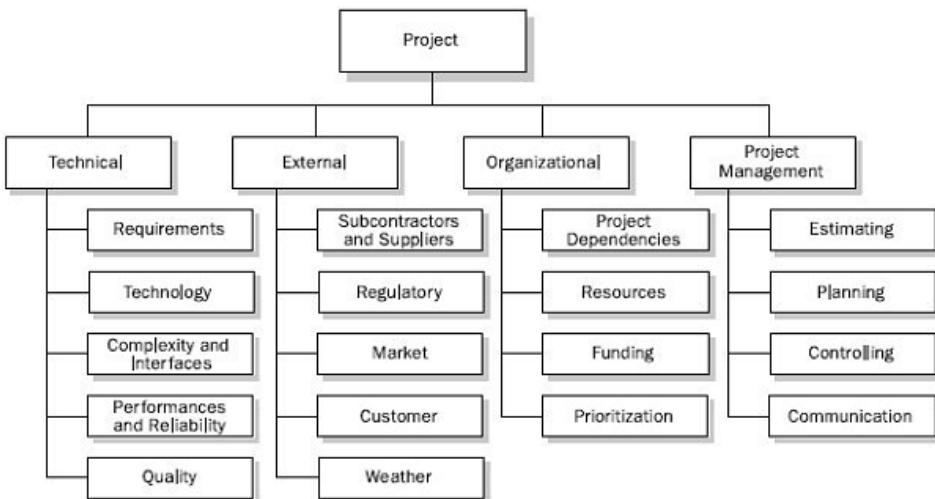 Project
Technical
External
Organizational
Project
Management
Requirements
Technology
Complexity and
Interfaces
Performances
and Reliability
Quality
Subcontractors
and Suppliers
Regulatory
Market
Customer
Weather
Project
Dependencies
Resources
Funding
Prioritization
Estimating
Planning
Controlling
Communication